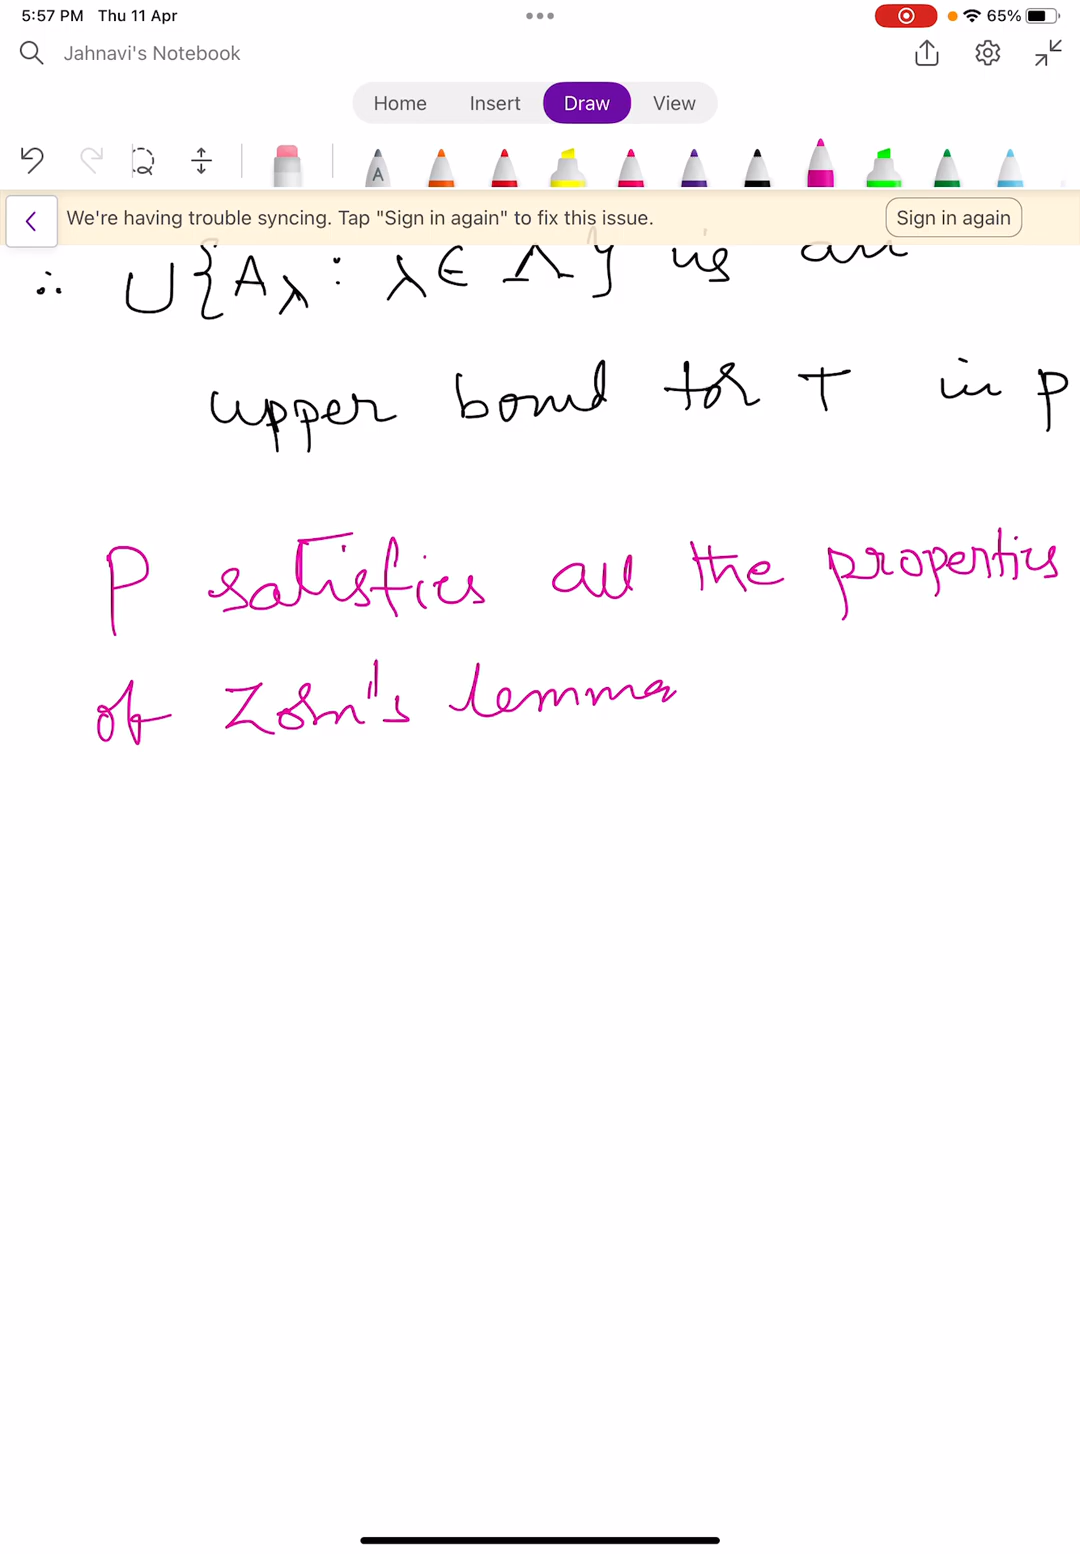 5:57 PM Thu 11 Apr
65%
Jahnavi's Notebook
Home Insert Draw View
A
We're having trouble syncing. Tap "Sign in again" to fix this issue.
Sign in again
∴ ∪{Aλ : λ ∈ Λ} is an
upper bound for T in P
P satisfies all the properties
of Zorn's lemma